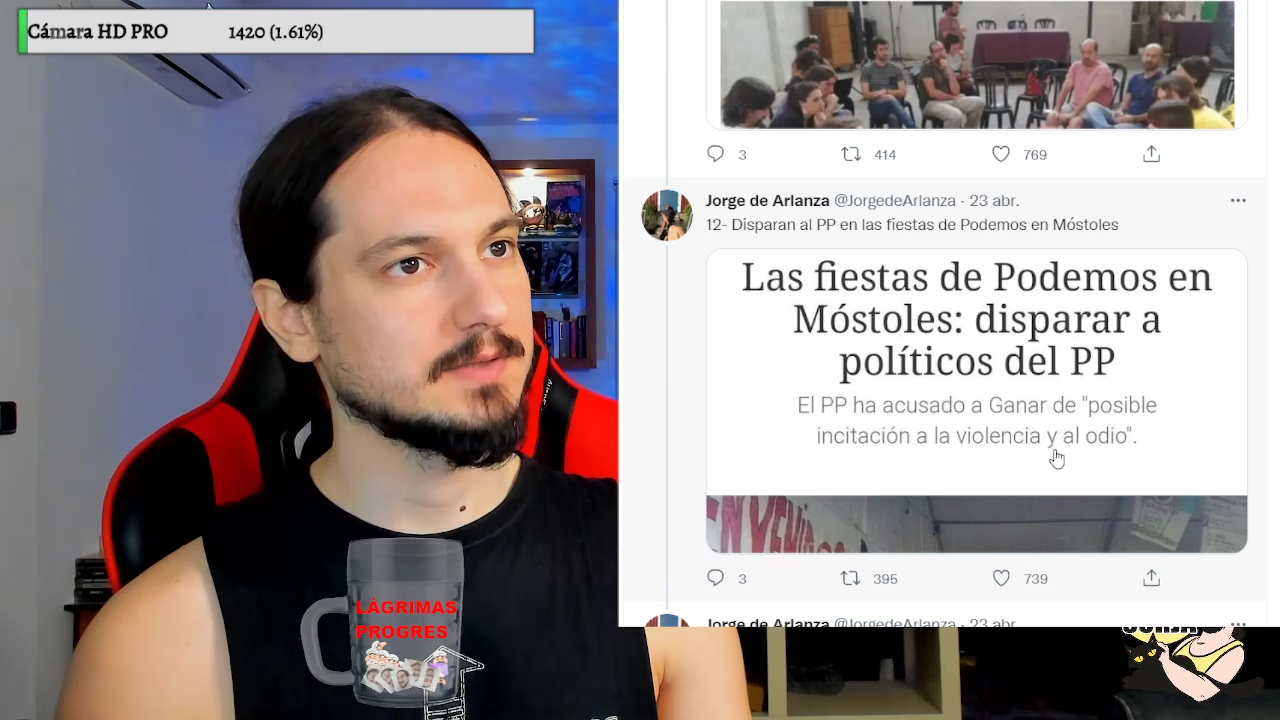 Cámara HD PRO 1420 (1.61%)
3 414 769
Jorge de Arlanza @JorgedeArlanza · 23 abr.
12- Disparan al PP en las fiestas de Podemos en Móstoles
Las fiestas de Podemos en
Móstoles: disparar a
políticos del PP
El PP ha acusado a Ganar de "posible
incitación a la violencia y al odio".
3 395 739
Jorge de Arlanza @JorgedeArlanza · 23 abr.
LÁGRIMAS
PROGRES